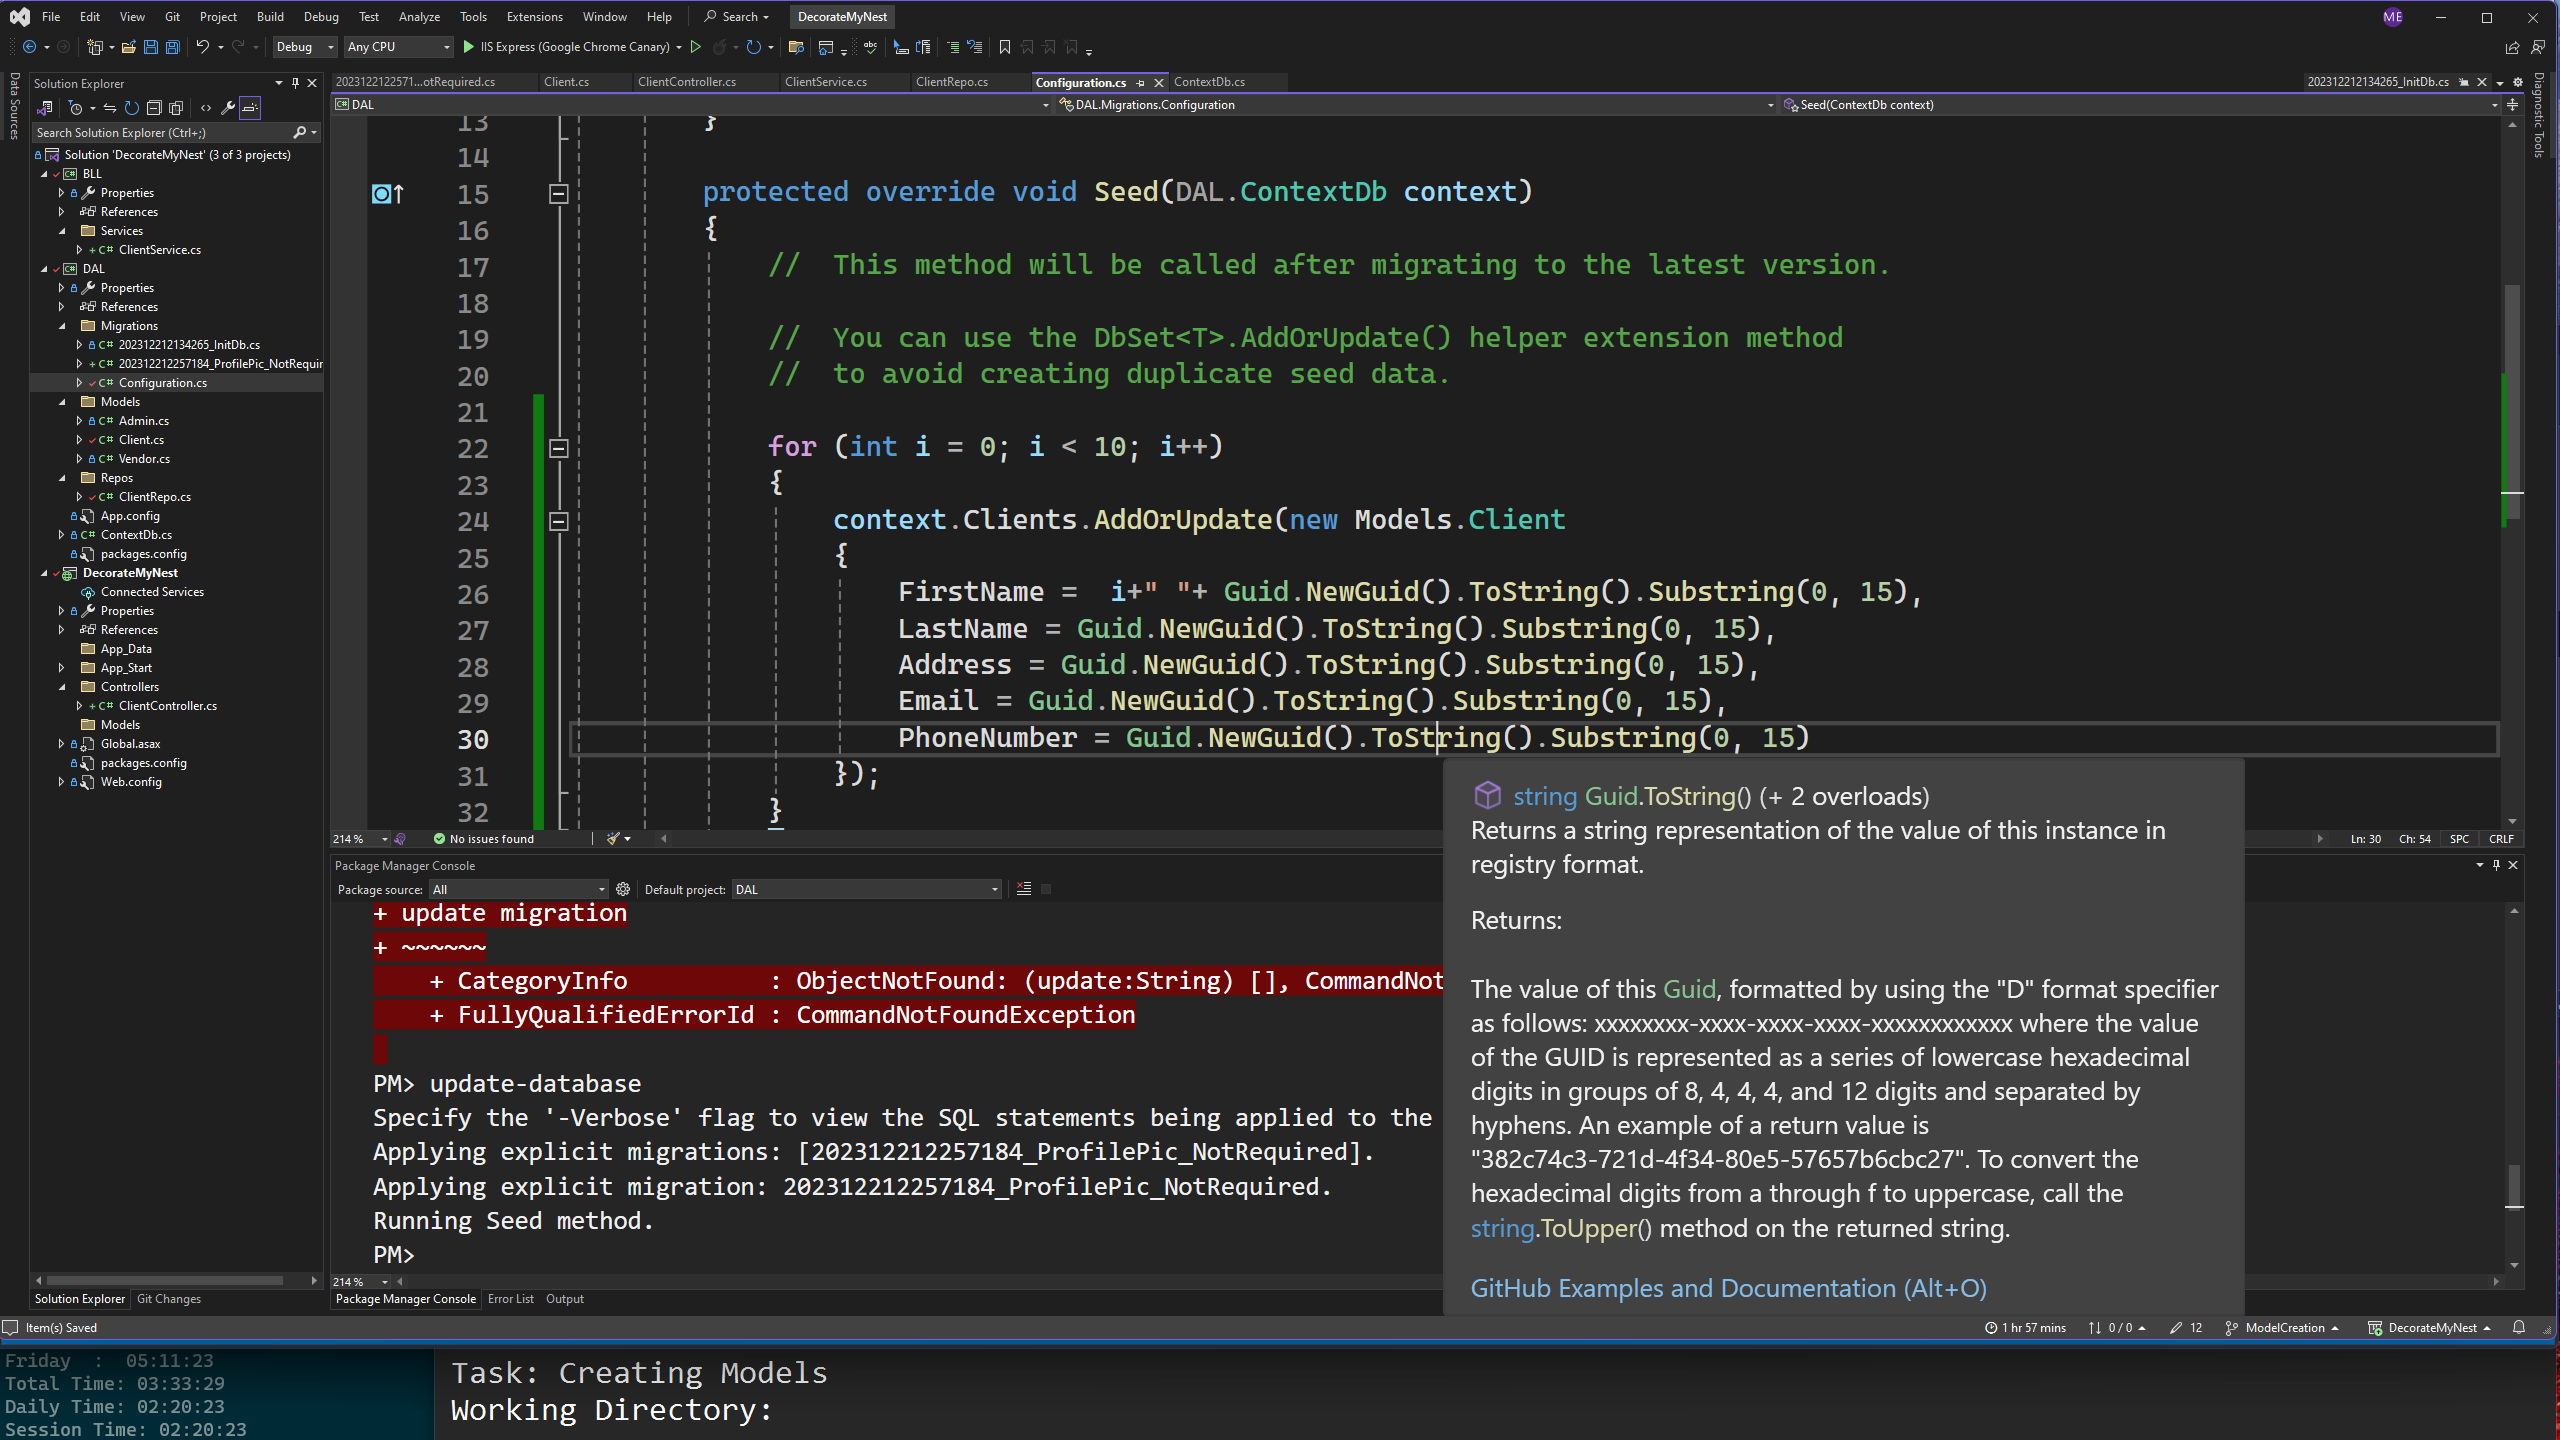 File Edit View Git Project Build Debug Test Analyze Tools Extensions Window Help Search DecorateMyNest ME
Debug Any CPU IIS Express (Google Chrome Canary)
Data Sources
Solution Explorer
Search Solution Explorer (Ctrl+;)
Solution 'DecorateMyNest' (3 of 3 projects)
BLL
Properties
References
Services
C# ClientService.cs
DAL
Properties
References
Migrations
C# 202312212134265_InitDb.cs
C# 202312212257184_ProfilePic_NotRequir
C# Configuration.cs
Models
C# Admin.cs
C# Client.cs
C# Vendor.cs
Repos
C# ClientRepo.cs
App.config
C# ContextDb.cs
packages.config
DecorateMyNest
Connected Services
Properties
References
App_Data
App_Start
Controllers
C# ClientController.cs
Models
Global.asax
packages.config
Web.config
Solution Explorer Git Changes
2023122122571...otRequired.cs Client.cs ClientController.cs ClientService.cs ClientRepo.cs Configuration.cs ContextDb.cs 202312212134265_InitDb.cs
C# DAL DAL.Migrations.Configuration Seed(ContextDb context)
Diagnostic Tools
13 }
14
15 protected override void Seed(DAL.ContextDb context)
16 {
17 //  This method will be called after migrating to the latest version.
18
19 //  You can use the DbSet<T>.AddOrUpdate() helper extension method
20 //  to avoid creating duplicate seed data.
21
22 for (int i = 0; i < 10; i++)
23 {
24 context.Clients.AddOrUpdate(new Models.Client
25 {
26 FirstName =  i+" "+ Guid.NewGuid().ToString().Substring(0, 15),
27 LastName = Guid.NewGuid().ToString().Substring(0, 15),
28 Address = Guid.NewGuid().ToString().Substring(0, 15),
29 Email = Guid.NewGuid().ToString().Substring(0, 15),
30 PhoneNumber = Guid.NewGuid().ToString().Substring(0, 15)
31 });
32 }
214 % No issues found Ln: 30 Ch: 54 SPC CRLF
string Guid.ToString() (+ 2 overloads)
Returns a string representation of the value of this instance in
registry format.
Returns:
The value of this Guid, formatted by using the "D" format specifier
as follows: xxxxxxxx-xxxx-xxxx-xxxx-xxxxxxxxxxxx where the value
of the GUID is represented as a series of lowercase hexadecimal
digits in groups of 8, 4, 4, 4, and 12 digits and separated by
hyphens. An example of a return value is
"382c74c3-721d-4f34-80e5-57657b6cbc27". To convert the
hexadecimal digits from a through f to uppercase, call the
string.ToUpper() method on the returned string.
GitHub Examples and Documentation (Alt+O)
Package Manager Console
Package source: All Default project: DAL
+ update migration
+ ~~~~~~
+ CategoryInfo : ObjectNotFound: (update:String) [], CommandNot
+ FullyQualifiedErrorId : CommandNotFoundException
PM> update-database
Specify the '-Verbose' flag to view the SQL statements being applied to the
Applying explicit migrations: [202312212257184_ProfilePic_NotRequired].
Applying explicit migration: 202312212257184_ProfilePic_NotRequired.
Running Seed method.
PM>
214 %
Package Manager Console Error List Output
Item(s) Saved 1 hr 57 mins 0 / 0 12 ModelCreation DecorateMyNest
Friday : 05:11:23
Total Time: 03:33:29
Daily Time: 02:20:23
Session Time: 02:20:23
Task: Creating Models
Working Directory: